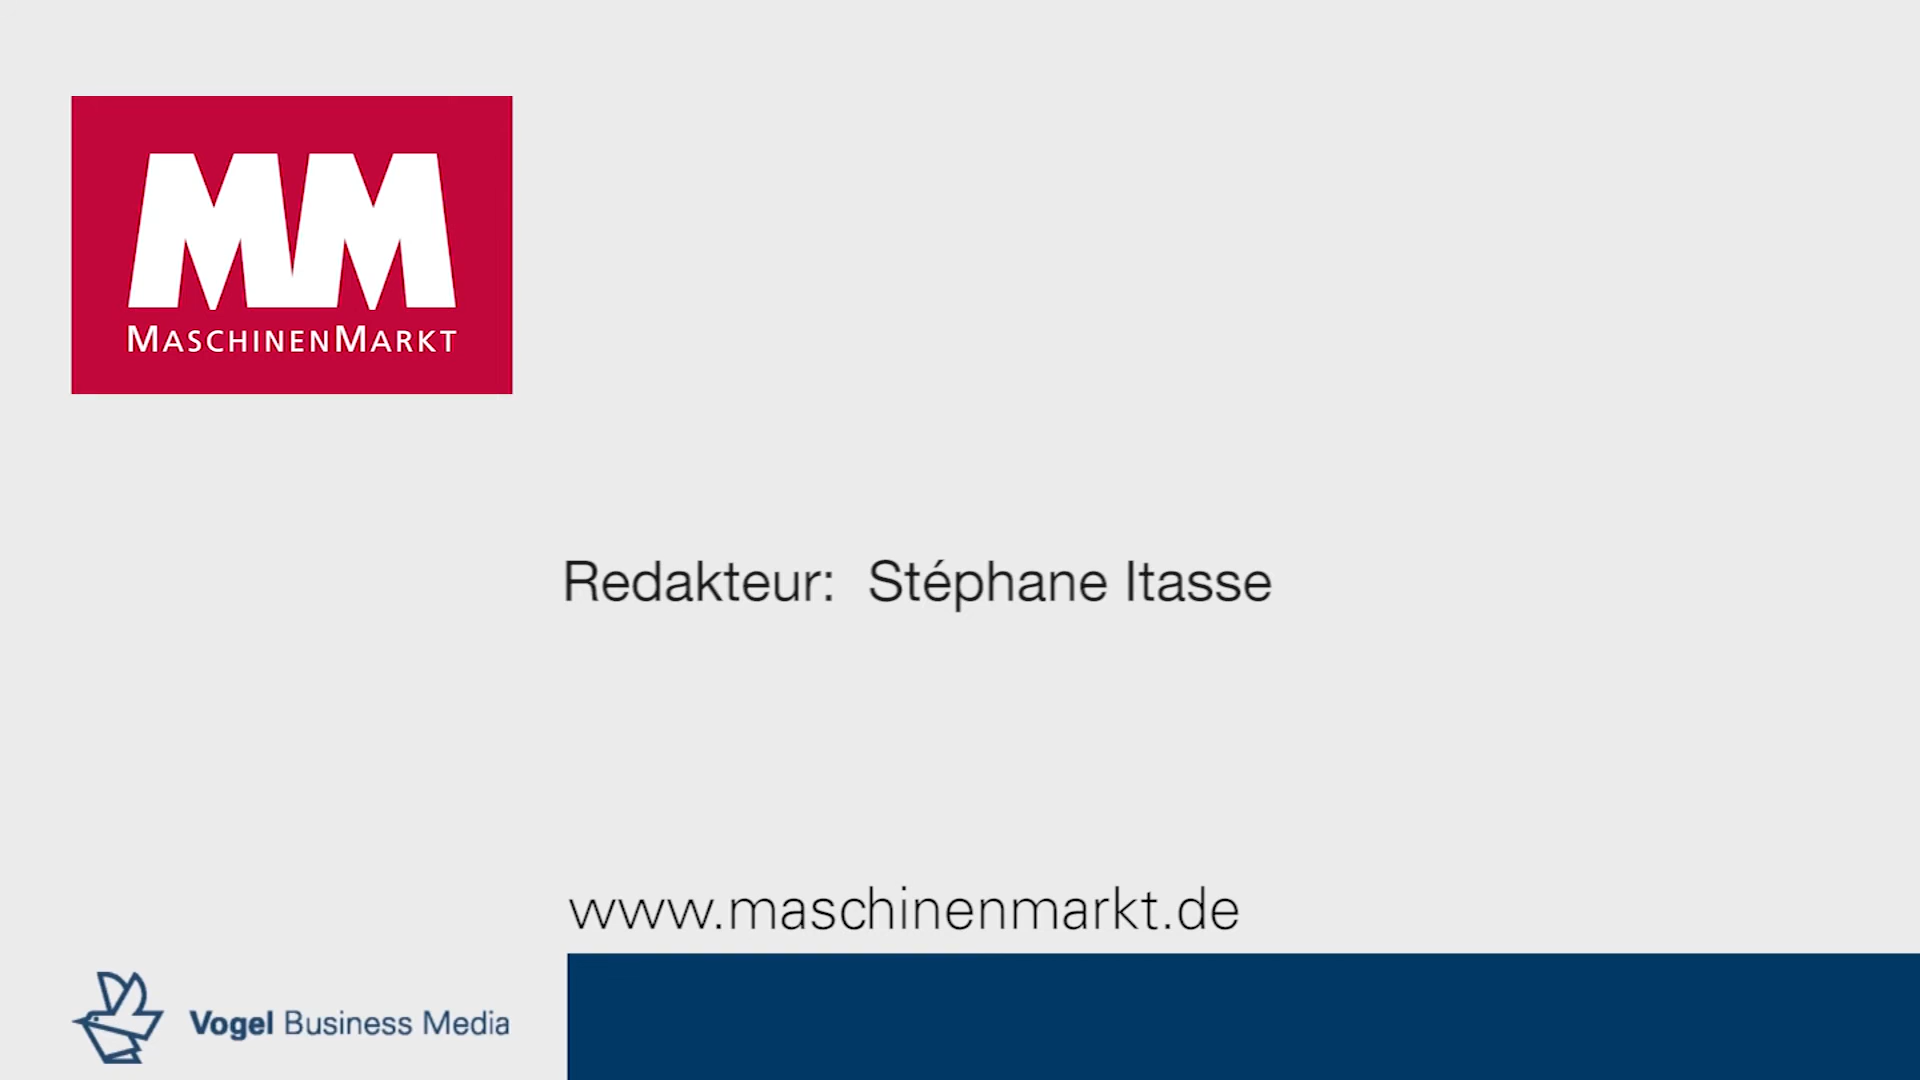 MM
MASCHINENMARKT
Redakteur: Stéphane Itasse
www.maschinenmarkt.de
Vogel Business Media